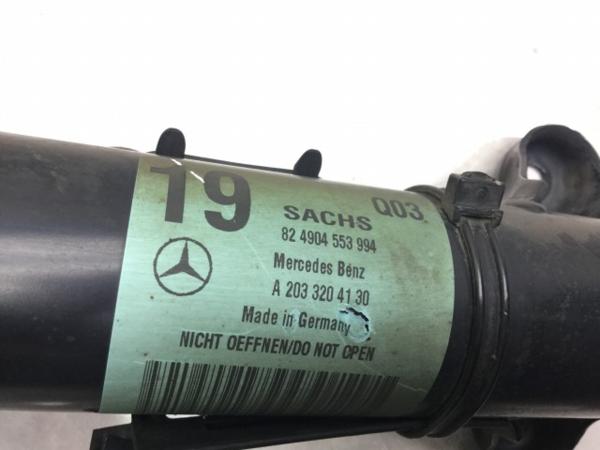 19 SACHS Q03
82 4904 553 994
Mercedes Benz
A 203 320 41 30
Made in Germany
NICHT OEFFNEN/DO NOT OPEN